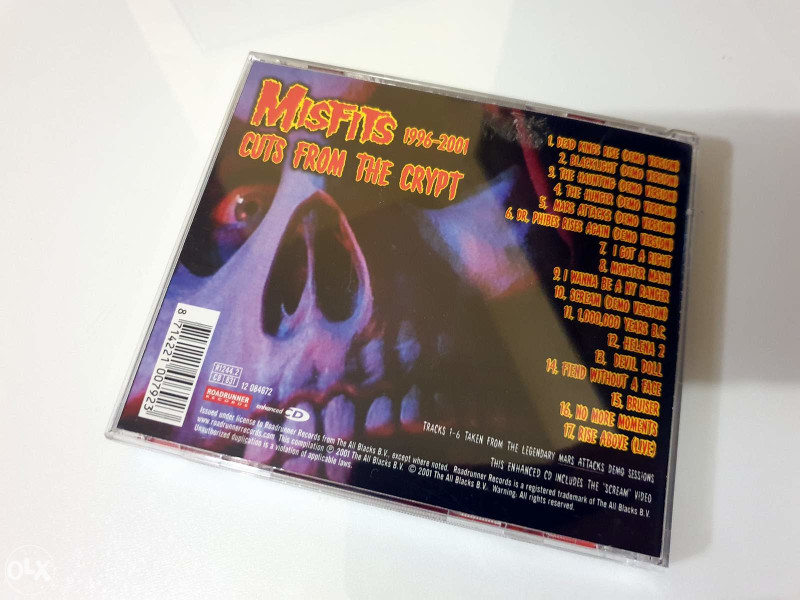 MISFITS 1996-2001
CUTS FROM THE CRYPT
1. DEAD KINGS RISE (DEMO VERSION)
2. BLACKLIGHT (DEMO VERSION)
3. THE HAUNTING (DEMO VERSION)
4. THE HUNGER (DEMO VERSION)
5. MARS ATTACKS (DEMO VERSION)
6. DR. PHIBES RISES AGAIN (DEMO VERSION)
7. I GOT A RIGHT
8. MONSTER MASH
9. I WANNA BE A NY RANGER
10. SCREAM (DEMO VERSION)
11. 1,000,000 YEARS B.C.
12. HELENA 2
13. DEVIL DOLL
14. FIEND WITHOUT A FACE
15. BRUISER
16. NO MORE MOMENTS
17. RISE ABOVE (LIVE)
TRACKS 1-6 TAKEN FROM THE LEGENDARY MARS ATTACKS DEMO SESSIONS
THIS ENHANCED CD INCLUDES THE "SCREAM" VIDEO
8 714221 007923
12 084672
ROADRUNNER
RECORDS
enhanced CD
Issued under license to Roadrunner Records from The All Blacks B.V. except where noted. Roadrunner Records is a registered trademark of The All Blacks B.V.
www.roadrunnerrecords.com This compilation ℗ 2001 The All Blacks B.V. © 2001 The All Blacks B.V. Warning. All rights reserved.
Unauthorized duplication is a violation of applicable laws.
OLX